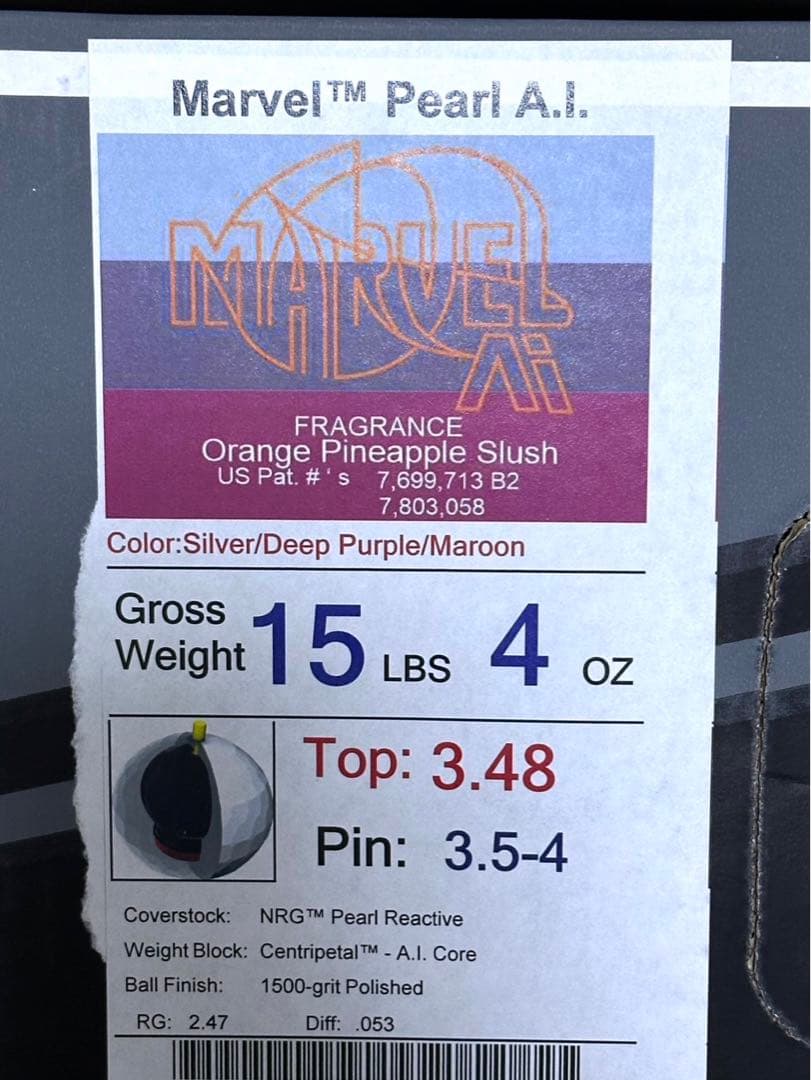 Marvel™ Pearl A.I.
MARVEL
Ai
FRAGRANCE
Orange Pineapple Slush
US Pat. # ' s 7,699,713 B2
7,803,058
Color:Silver/Deep Purple/Maroon
Gross
Weight 15 LBS 4 OZ
Top: 3.48
Pin: 3.5-4
Coverstock: NRG™ Pearl Reactive
Weight Block: Centripetal™ - A.I. Core
Ball Finish: 1500-grit Polished
RG: 2.47 Diff: .053